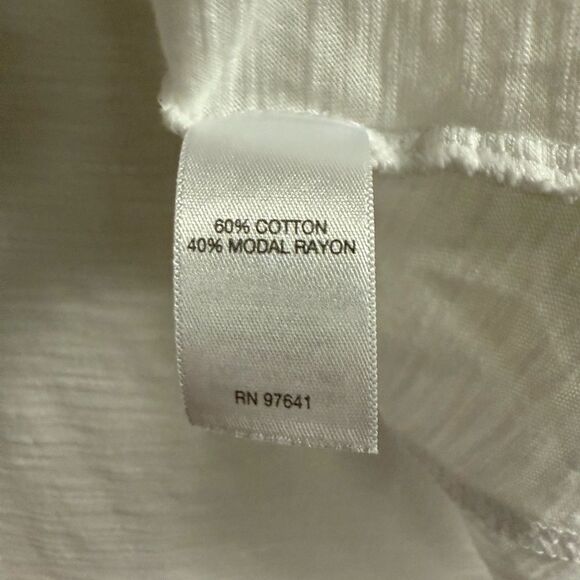 60% COTTON
40% MODAL RAYON
RN 97641